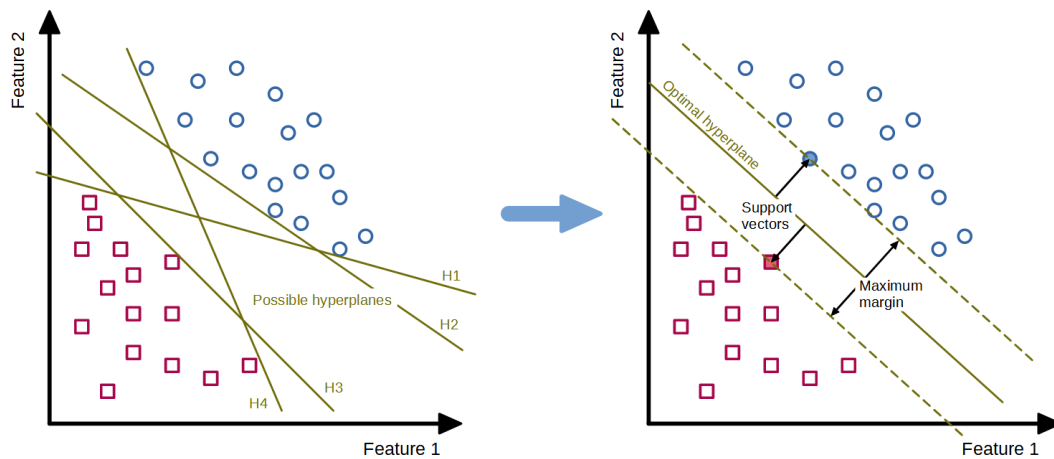 Feature 2
H1
Possible hyperplanes
H2
H3
H4
Feature 1
Feature 2
Optimal hyperplane
Support
vectors
Maximum
margin
Feature 1